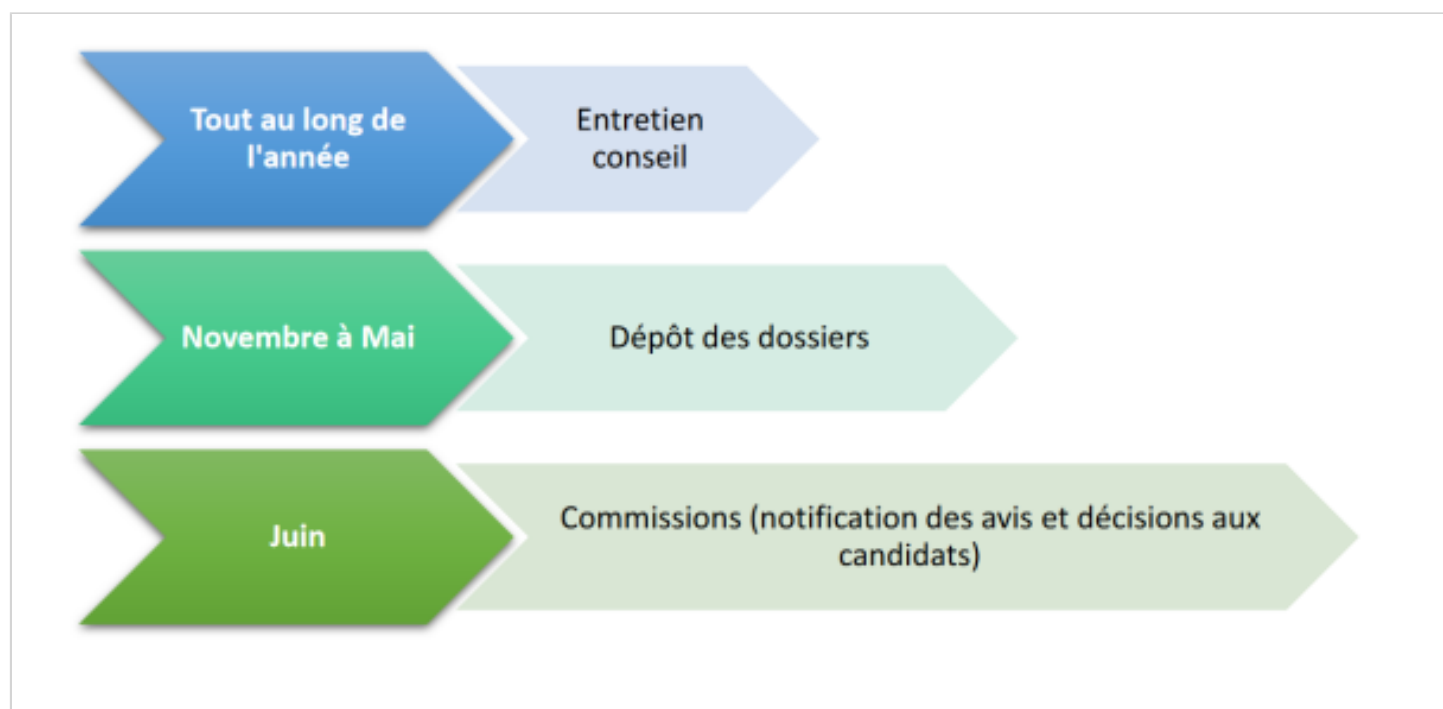 Tout au long de
l'année
Entretien
conseil
Novembre à Mai
Dépôt des dossiers
Juin
Commissions (notification des avis et décisions aux
candidats)